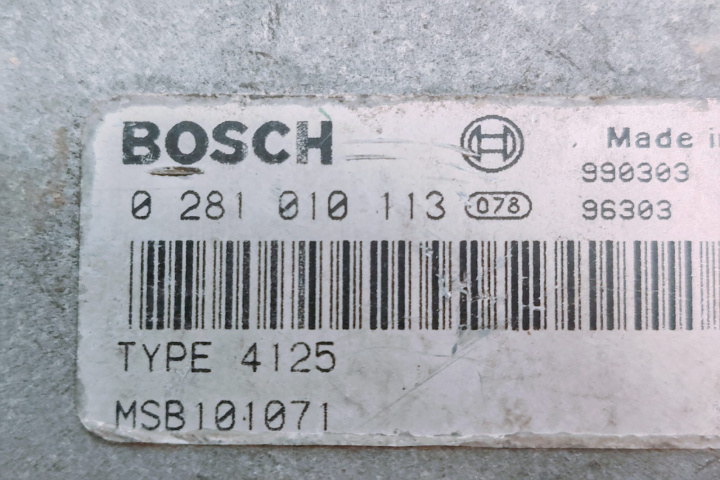 BOSCH Made i
990303
0 281 010 113 078 96303
TYPE 4125
MSB101071